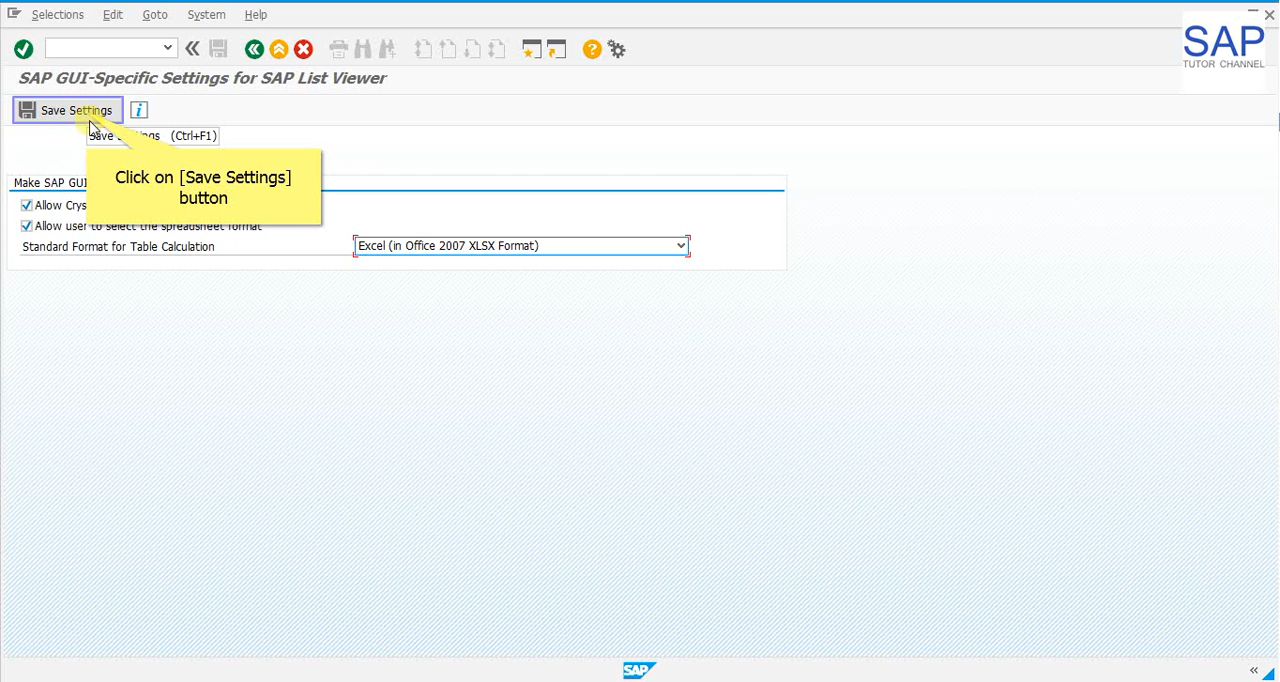 Selections Edit Goto System Help
SAP
TUTOR CHANNEL
SAP GUI-Specific Settings for SAP List Viewer
Save Settings i
(Ctrl+F1)
Click on [Save Settings]
button
Make SAP GUI
Allow Crys
Allow user to select the spreadsheet format
Standard Format for Table Calculation Excel (in Office 2007 XLSX Format)
SAP